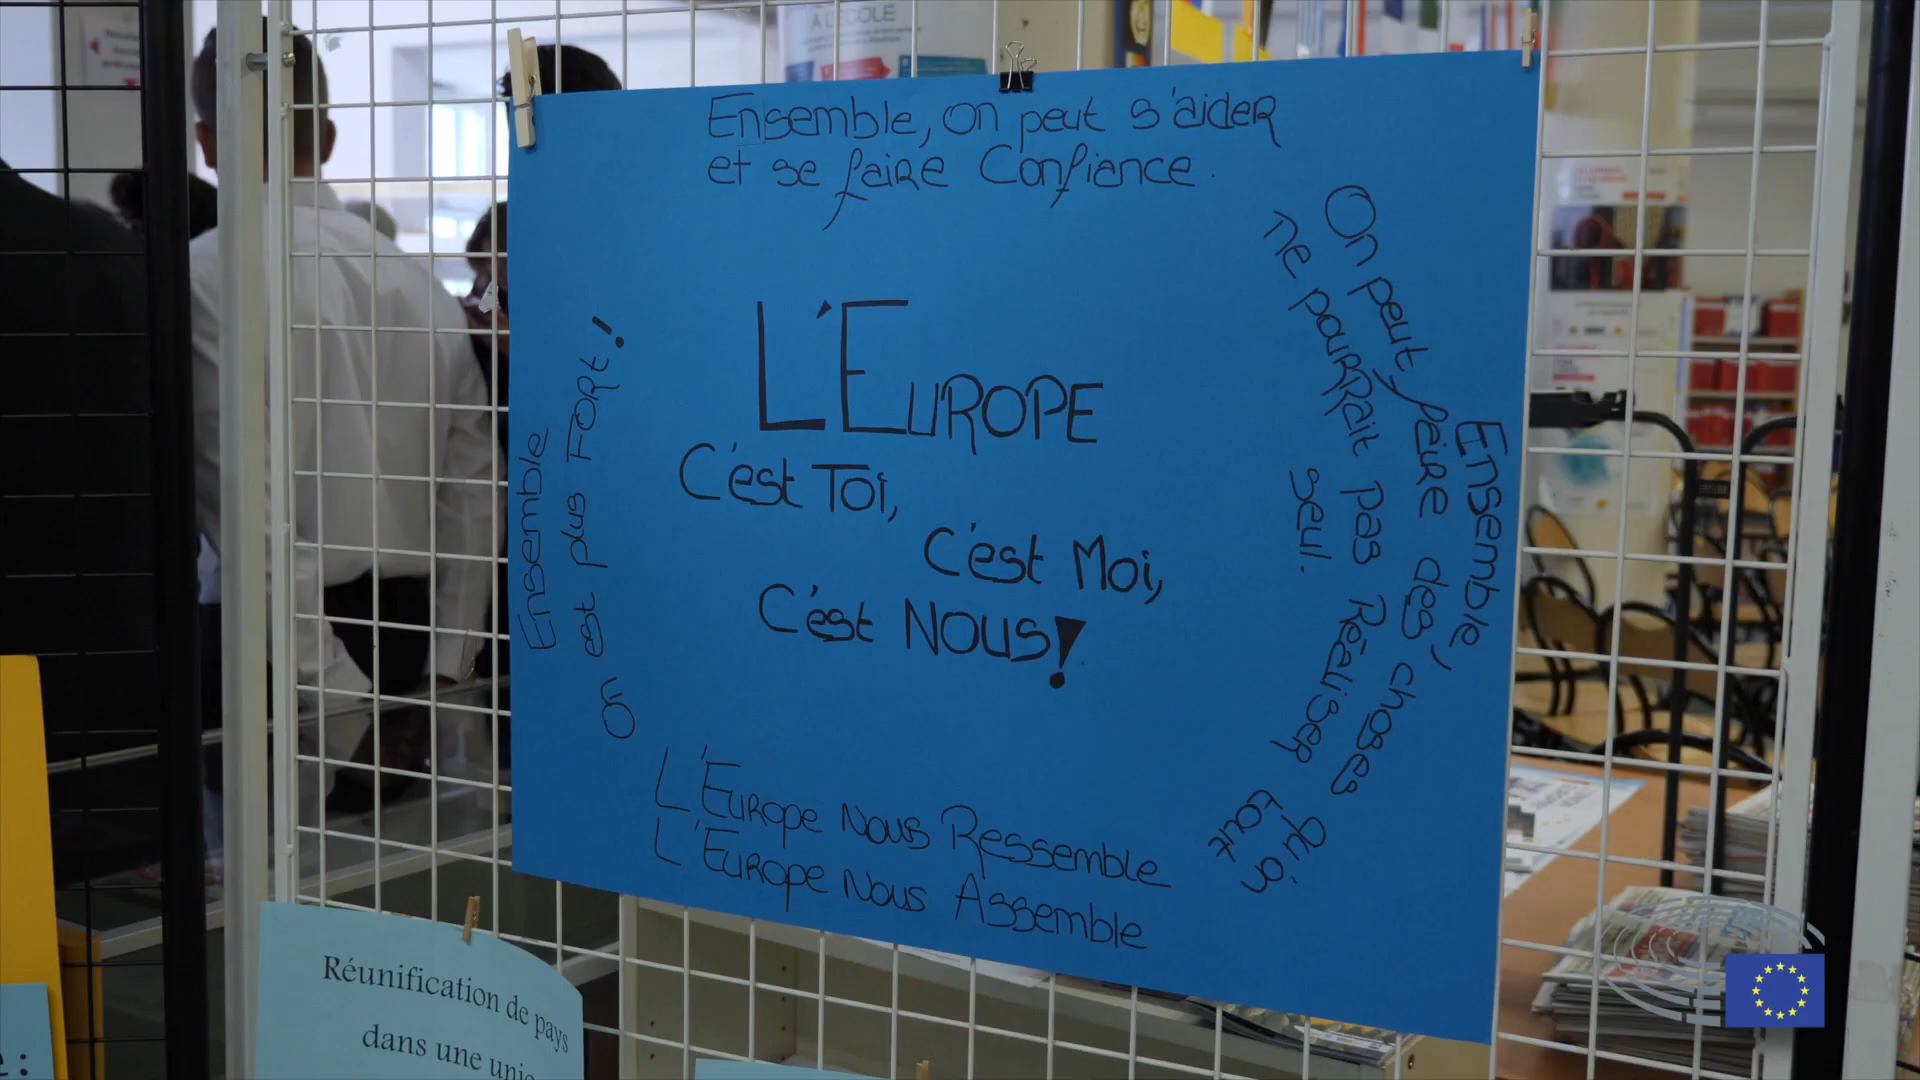 À L'ÉCOLE
Ensemble, on peut s'aider
et se faire Confiance.
L'EUROPE
C'est Toi,
C'est Moi,
C'est NOUS!
Ensemble
on est plus FORt!
Ensemble,
On peut faire des choses qu'on
ne pourrait pas Réaliser tout
seul.
L'Europe nous Ressemble
L'Europe nous Assemble
Réunification de pays
dans une unio